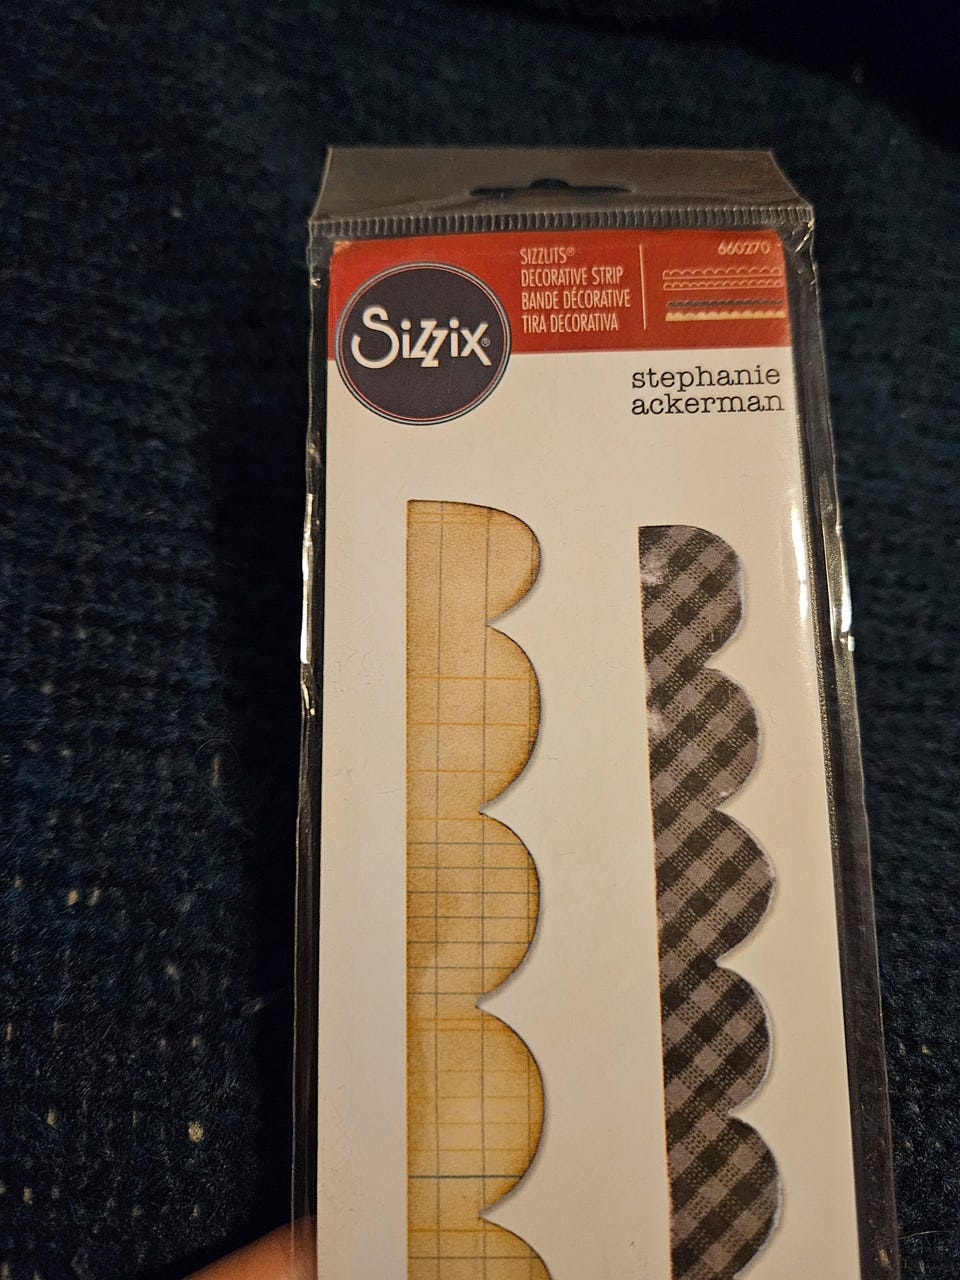 Sizzix®
SIZZLITS®
DECORATIVE STRIP
BANDE DÉCORATIVE
TIRA DECORATIVA
660270
stephanie
ackerman